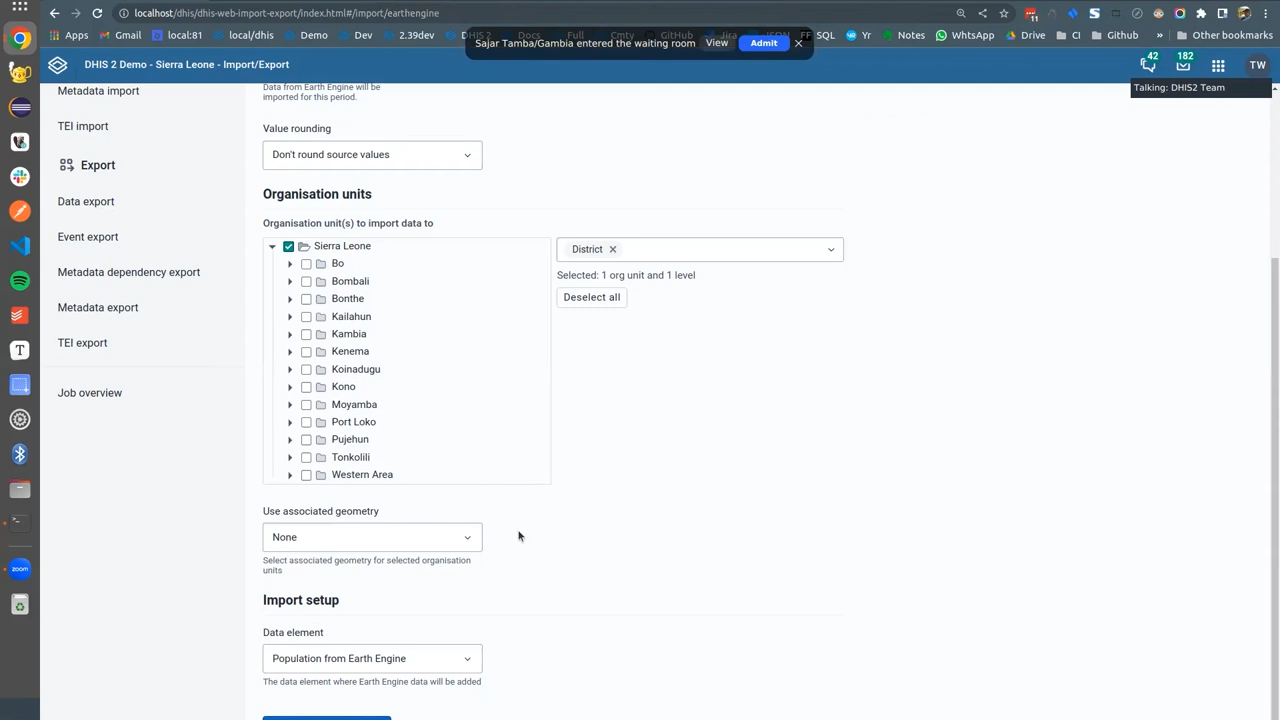 localhost/dhis/dhis-web-import-export/index.html#/import/earthengine
11
Apps
Gmail
local:81
local/dhis
Demo
Dev
2.39dev
DHIS 2
Docs
Full
Cmty
GitHub
Jira
JSON
SQL
Yr
Notes
WhtsApp
Drive
CI
Github
»
Other bookmarks
Sajar Tamba/Gambia entered the waiting room
View
Admit
DHIS 2 Demo - Sierra Leone - Import/Export
42
182
TW
Talking: DHIS2 Team
Metadata import
TEI import
Export
Data export
Event export
Metadata dependency export
Metadata export
TEI export
Job overview
Data from Earth Engine will be
imported for this period.
Value rounding
Don't round source values
Organisation units
Organisation unit(s) to import data to
Sierra Leone
Bo
Bombali
Bonthe
Kailahun
Kambia
Kenema
Koinadugu
Kono
Moyamba
Port Loko
Pujehun
Tonkolili
Western Area
District
Selected: 1 org unit and 1 level
Deselect all
Use associated geometry
None
Select associated geometry for selected organisation
units
Import setup
Data element
Population from Earth Engine
The data element where Earth Engine data will be added
T
zoom